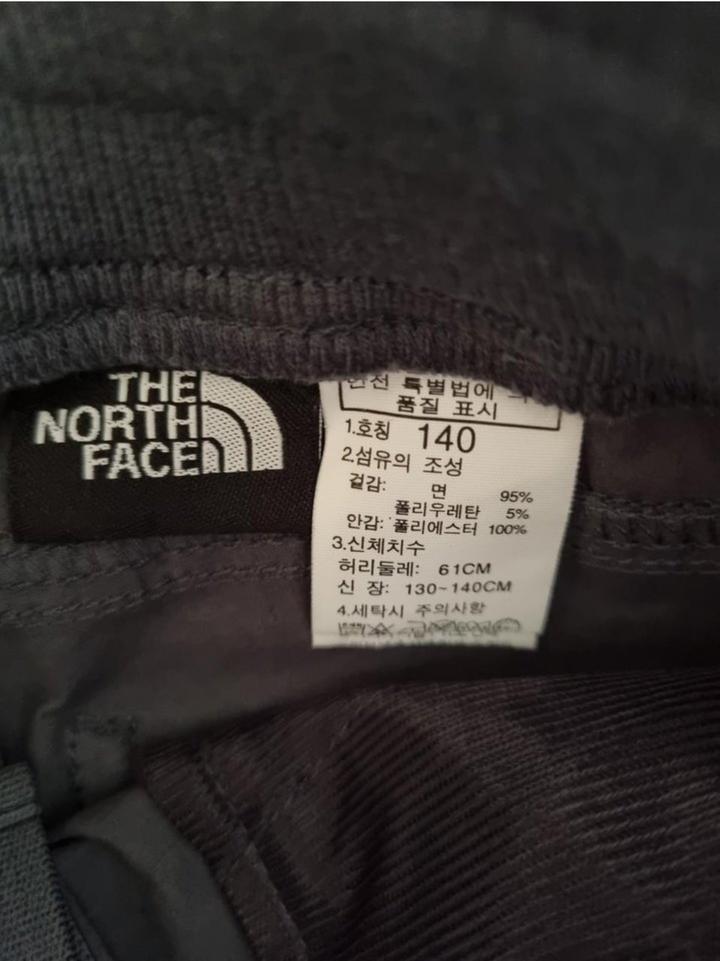 THE
NORTH
FACE
안전 특별법에
품질 표시
1.호칭 140
2.섬유의 조성
겉감: 면 95%
폴리우레탄 5%
안감: 폴리에스터 100%
3.신체치수
허리둘레: 61CM
신 장: 130~140CM
4.세탁시 주의사항